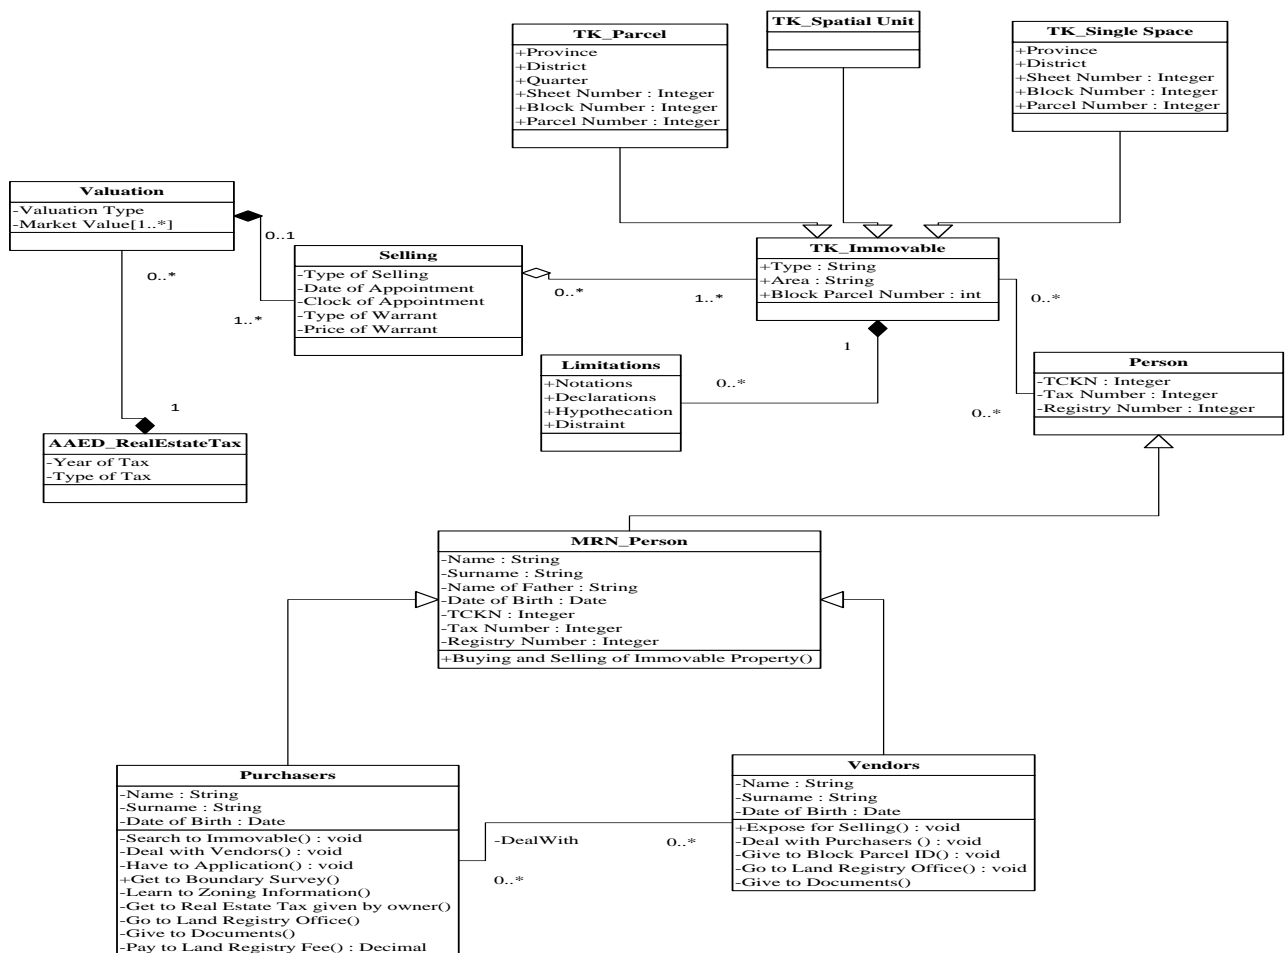 TK_Parcel
+Province
+District
+Quarter
+Sheet Number : Integer
+Block Number : Integer
+Parcel Number : Integer
TK_Spatial Unit
TK_Single Space
+Province
+District
+Sheet Number : Integer
+Block Number : Integer
+Parcel Number : Integer
Valuation
-Valuation Type
-Market Value[1..*]
0..1
0..*
1..*
1
Selling
-Type of Selling
-Date of Appointment
-Clock of Appointment
-Type of Warrant
-Price of Warrant
0..*
1..*
TK_Immovable
+Type : String
+Area : String
+Block Parcel Number : int
0..*
0..*
1
0..*
Limitations
+Notations
+Declarations
+Hypothecation
+Distraint
Person
-TCKN : Integer
-Tax Number : Integer
-Registry Number : Integer
AAED_RealEstateTax
-Year of Tax
-Type of Tax
MRN_Person
-Name : String
-Surname : String
-Name of Father : String
-Date of Birth : Date
-TCKN : Integer
-Tax Number : Integer
-Registry Number : Integer
+Buying and Selling of Immovable Property()
Purchasers
-Name : String
-Surname : String
-Date of Birth : Date
-Search to Immovable() : void
-Deal with Vendors() : void
-Have to Application() : void
+Get to Boundary Survey()
-Learn to Zoning Information()
-Get to Real Estate Tax given by owner()
-Go to Land Registry Office()
-Give to Documents()
-Pay to Land Registry Fee() : Decimal
-DealWith
0..*
0..*
Vendors
-Name : String
-Surname : String
-Date of Birth : Date
+Expose for Selling() : void
-Deal with Purchasers () : void
-Give to Block Parcel ID() : void
-Go to Land Registry Office() : void
-Give to Documents()